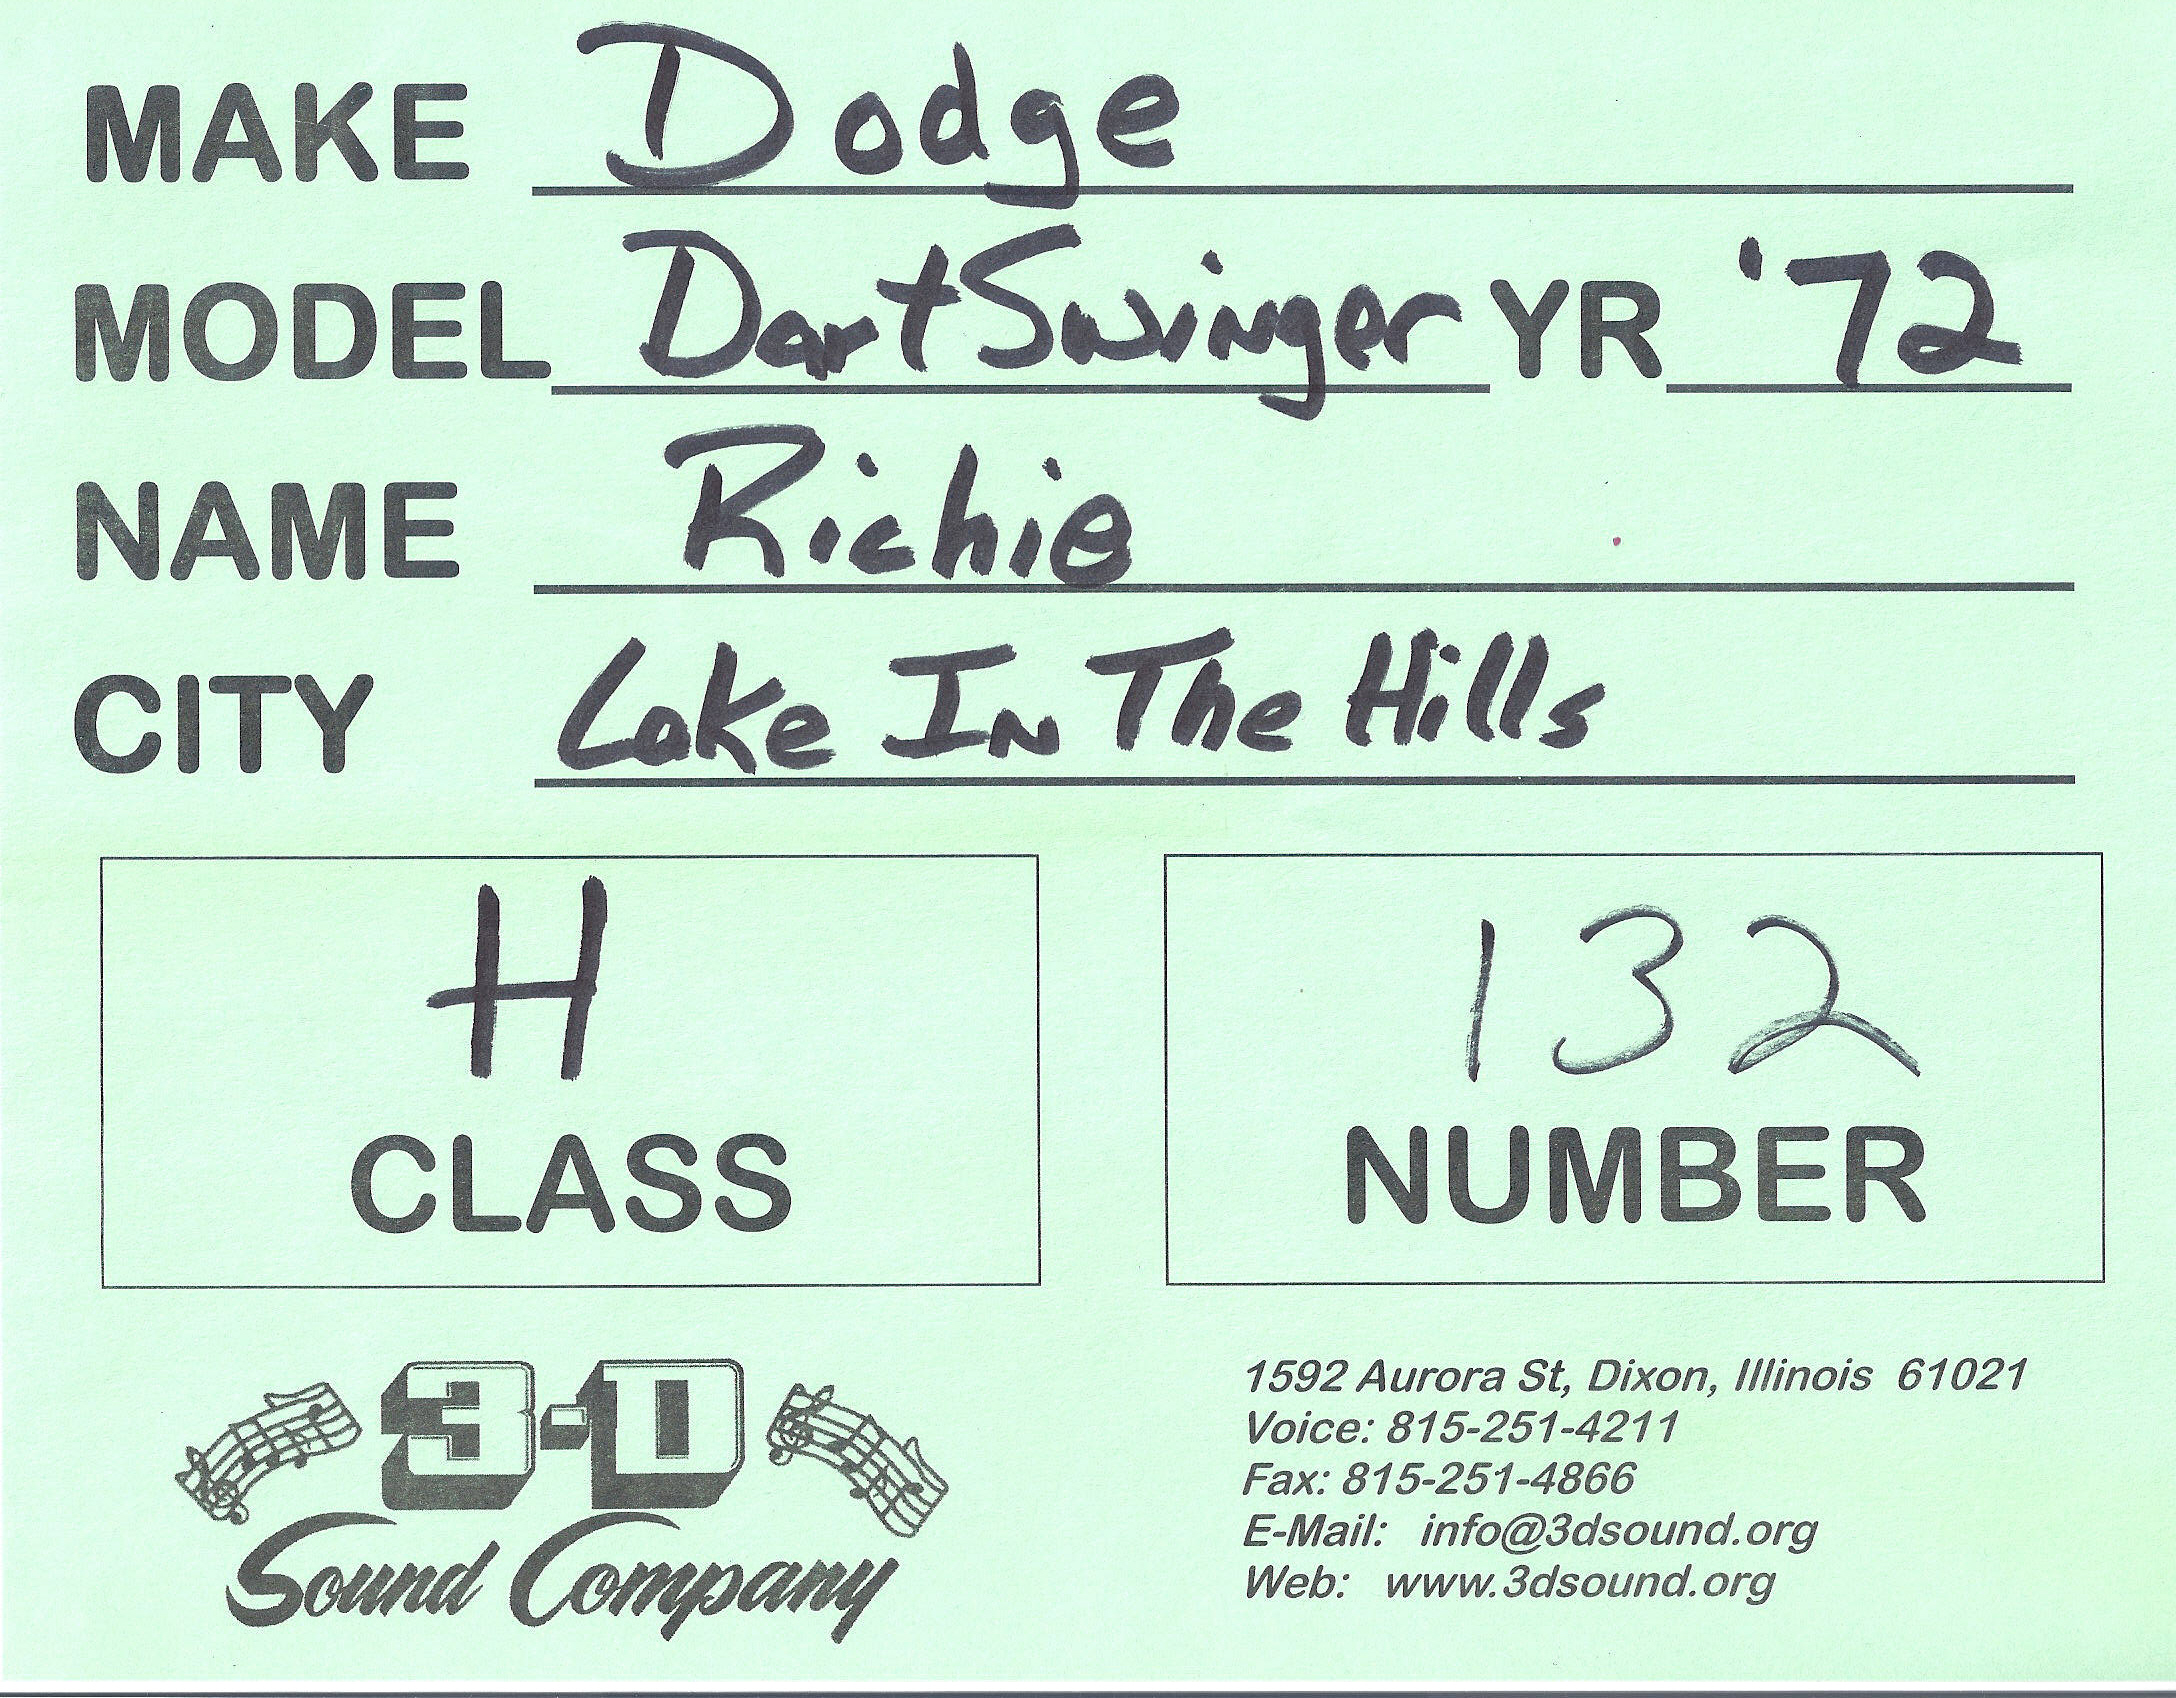 MAKE Dodge
MODEL Dart Swinger YR '72
NAME Richie
CITY Lake In The Hills
H
CLASS
132
NUMBER
3-D
Sound Company
1592 Aurora St, Dixon, Illinois 61021
Voice: 815-251-4211
Fax: 815-251-4866
E-Mail: info@3dsound.org
Web: www.3dsound.org